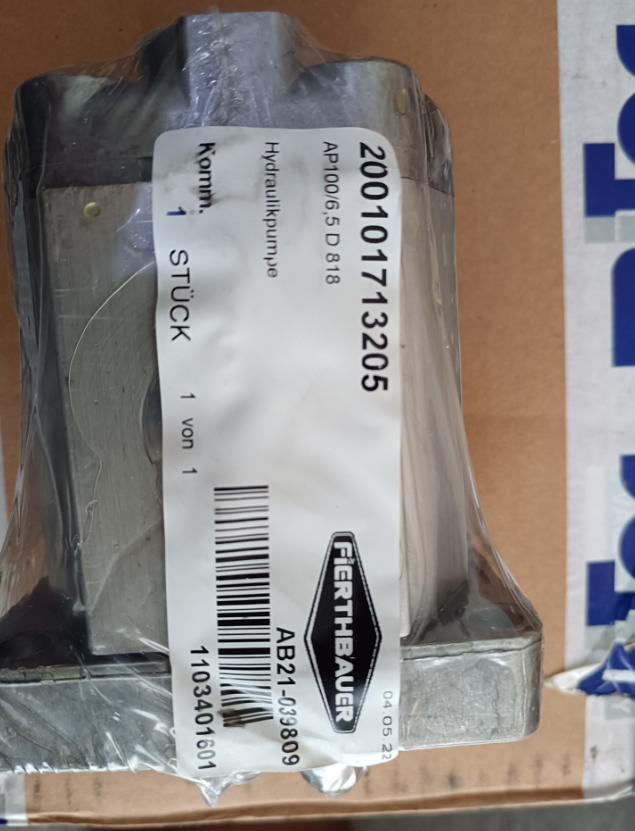 200101713205
AP100/6,5 D 818
Hydraulikpumpe
Komm.
1 STÜCK 1 von 1
FIERTHBAUER
04.05.22
AB21-039809
1103401601